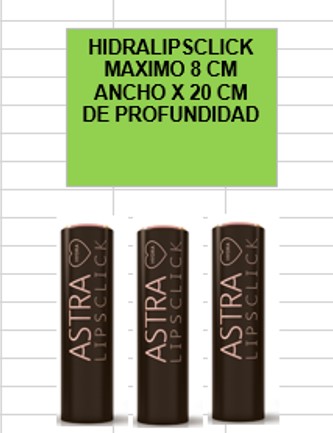 HIDRALIPSCLICK
MAXIMO 8 CM
ANCHO X 20 CM
DE PROFUNDIDAD
ASTRA
LIPSCLICK
ASTRA
LIPSCLICK
ASTRA
LIPSCLICK